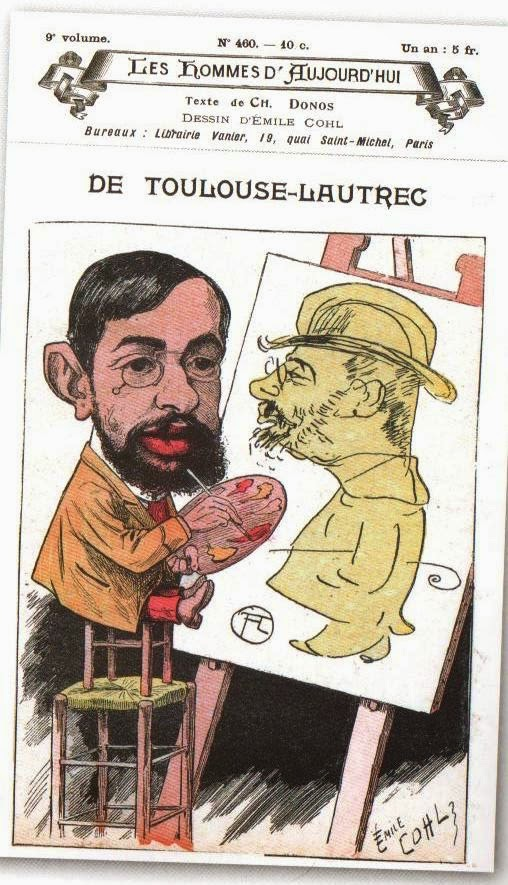 9ᵉ volume.
Nº 460. — 10 c.
Un an : 5 fr.
LES HOMMES D'AUJOURD'HUI
Texte de CH. DONOS
DESSIN D'ÉMILE COHL
Bureaux : Librairie Vanier, 19, quai Saint-Michel, Paris
DE TOULOUSE-LAUTREC
ÉMILE
COHL